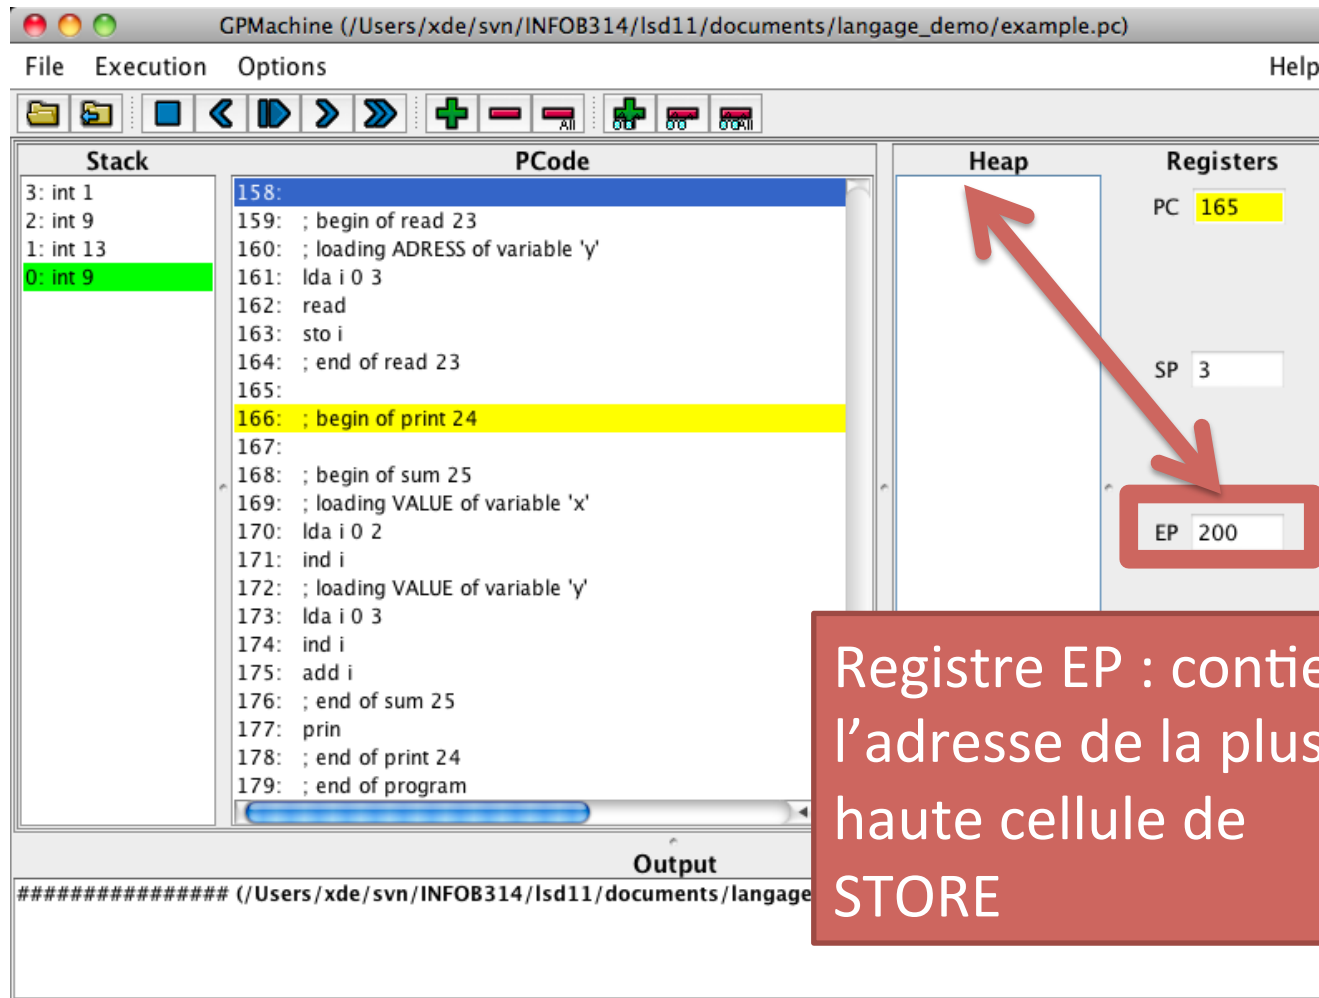 GPMachine (/Users/xde/svn/INFOB314/lsd11/documents/langage_demo/example.pc)
File Execution Options Help
All
All
Stack
3: int 1
2: int 9
1: int 13
0: int 9
PCode
158:
159: ; begin of read 23
160: ; loading ADRESS of variable 'y'
161: lda i 0 3
162: read
163: sto i
164: ; end of read 23
165:
166: ; begin of print 24
167:
168: ; begin of sum 25
169: ; loading VALUE of variable 'x'
170: lda i 0 2
171: ind i
172: ; loading VALUE of variable 'y'
173: lda i 0 3
174: ind i
175: add i
176: ; end of sum 25
177: prin
178: ; end of print 24
179: ; end of program
Heap
Registers
PC 165
SP 3
EP 200
Registre EP : contie
l’adresse de la plus
haute cellule de
STORE
Output
################ (/Users/xde/svn/INFOB314/lsd11/documents/langage